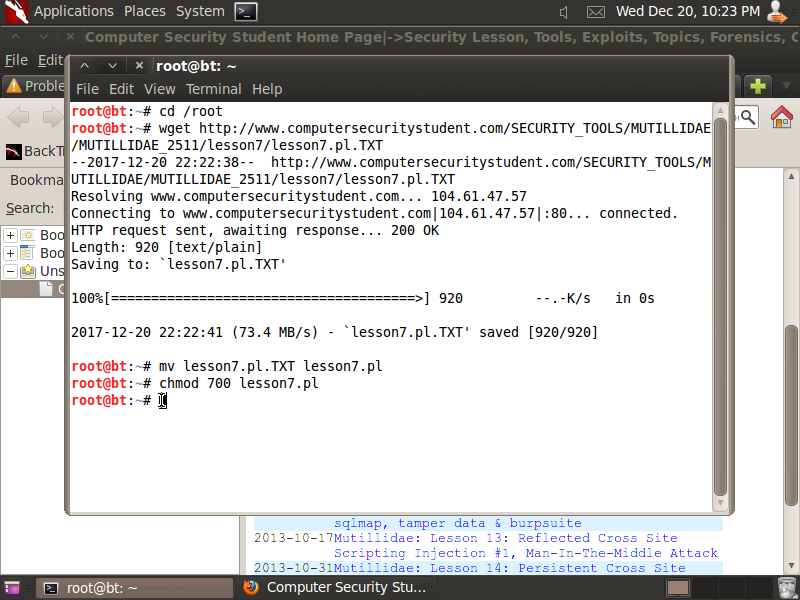 Applications Places System Wed Dec 20, 10:23 PM
Computer Security Student Home Page|->Security Lesson, Tools, Exploits, Topics, Forensics, C
File Edit
root@bt: ~
Proble
File Edit View Terminal Help
root@bt:~# cd /root
root@bt:~# wget http://www.computersecuritystudent.com/SECURITY_TOOLS/MUTILLIDAE
/MUTILLIDAE_2511/lesson7/lesson7.pl.TXT
--2017-12-20 22:22:38-- http://www.computersecuritystudent.com/SECURITY_TOOLS/M
UTILLIDAE/MUTILLIDAE_2511/lesson7/lesson7.pl.TXT
Resolving www.computersecuritystudent.com... 104.61.47.57
Connecting to www.computersecuritystudent.com|104.61.47.57|:80... connected.
HTTP request sent, awaiting response... 200 OK
Length: 920 [text/plain]
Saving to: `lesson7.pl.TXT'
100%[======================================>] 920 --.-K/s in 0s
2017-12-20 22:22:41 (73.4 MB/s) - `lesson7.pl.TXT' saved [920/920]
root@bt:~# mv lesson7.pl.TXT lesson7.pl
root@bt:~# chmod 700 lesson7.pl
root@bt:~#
BackT
Bookma
Search:
Boo
Boo
Uns
C
sqlmap, tamper data & burpsuite
2013-10-17 Mutillidae: Lesson 13: Reflected Cross Site
Scripting Injection #1, Man-In-The-Middle Attack
2013-10-31 Mutillidae: Lesson 14: Persistent Cross Site
root@bt: ~
Computer Security Stu...